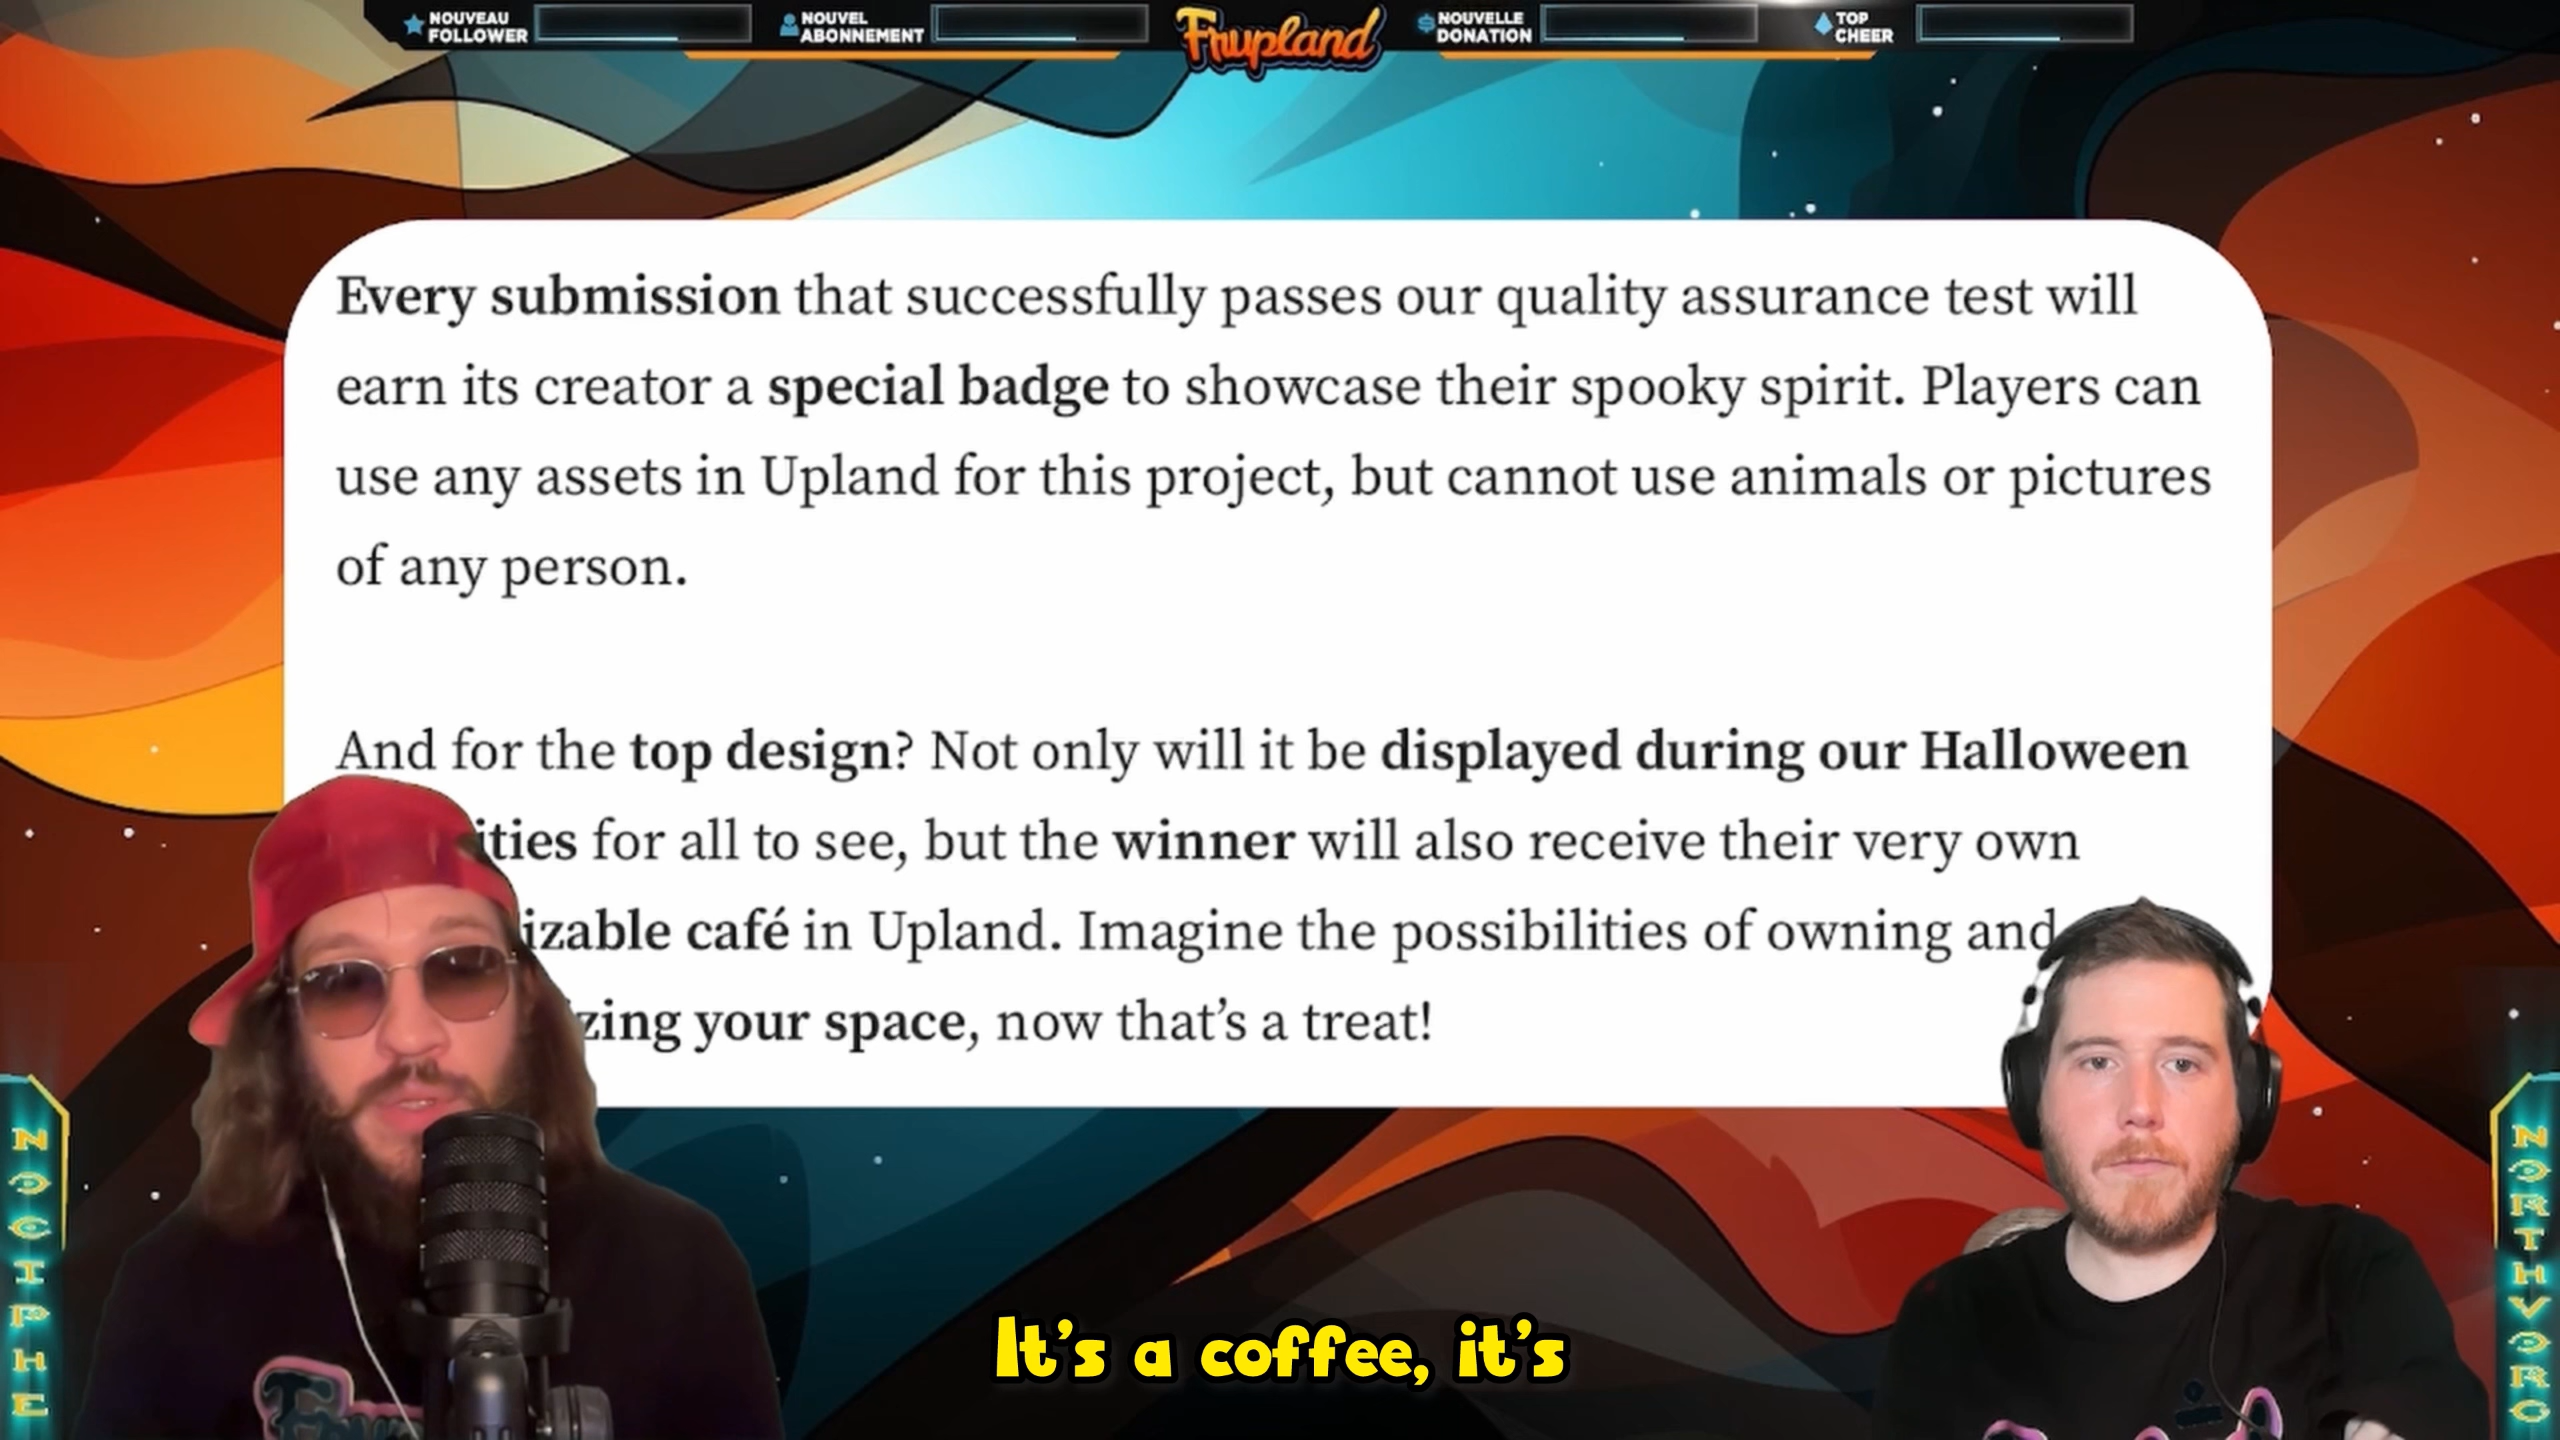 NOUVEAU
FOLLOWER
NOUVEL
ABONNEMENT
Frupland
NOUVELLE
DONATION
TOP
CHEER
Every submission that successfully passes our quality assurance test will
earn its creator a special badge to showcase their spooky spirit. Players can
use any assets in Upland for this project, but cannot use animals or pictures
of any person.
And for the top design? Not only will it be displayed during our Halloween
ities for all to see, but the winner will also receive their very own
izable café in Upland. Imagine the possibilities of owning and
zing your space, now that's a treat!
NOCIPHE
NORTHVORC
It's a coffee, it's